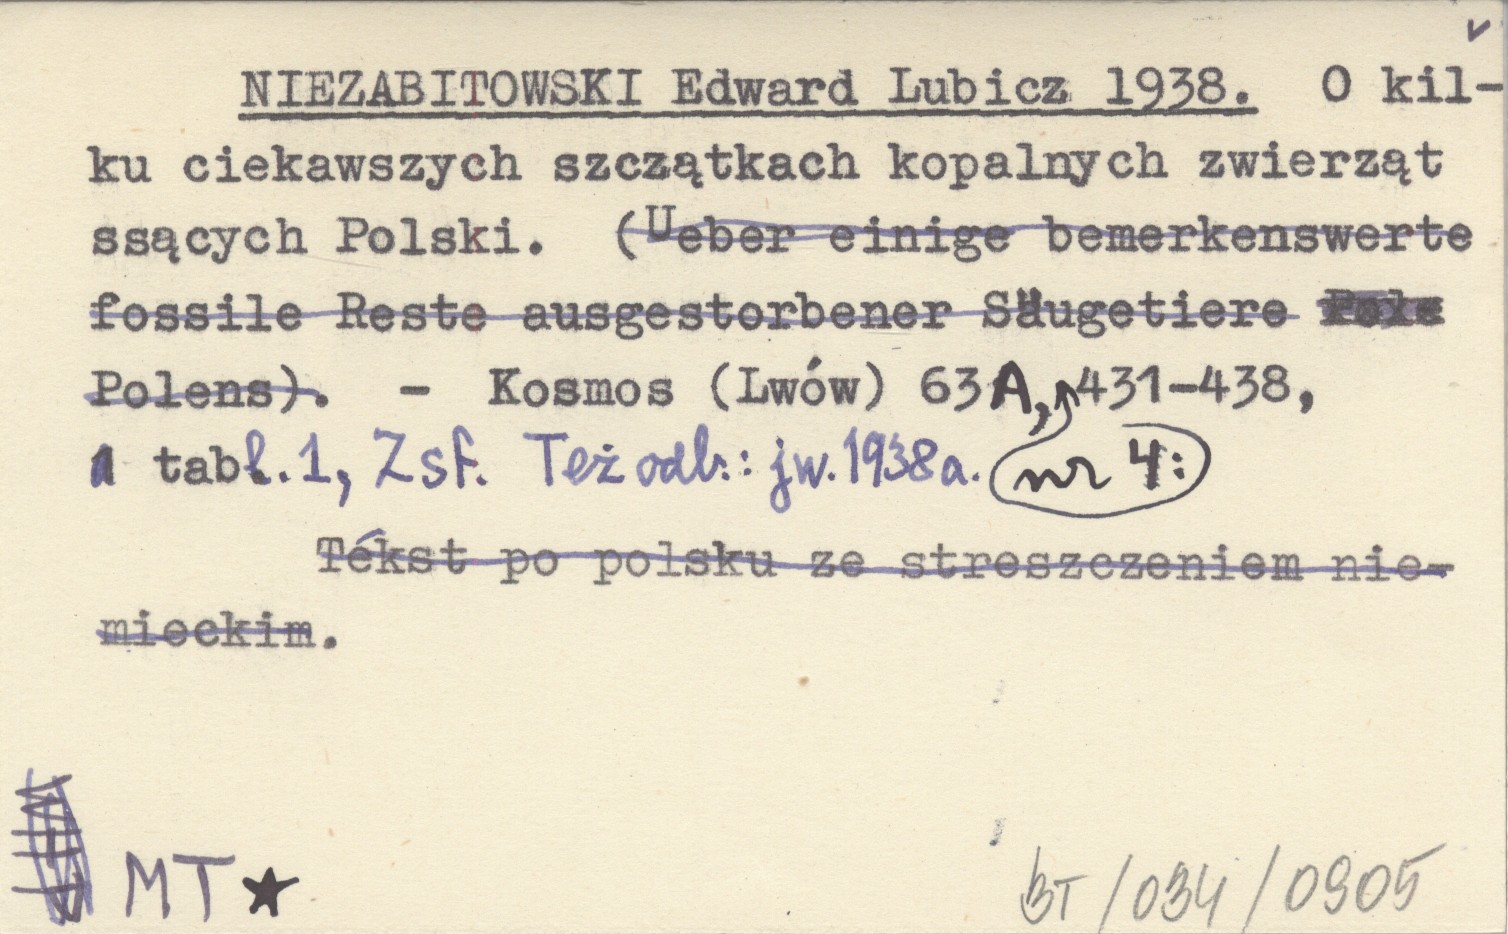 NIEZABITOWSKI Edward Lubicz 1938. O kil-
ku ciekawszych szczątkach kopalnych zwierząt
ssących Polski. (Ueber einige bemerkenswerte
fossile Reste ausgestorbener Säugetiere
Polens). - Kosmos (Lwów) 63A, 431-438,
tabl. 1, Zsf. Też odb.: jw. 1938a. nr 4:
Tekst po polsku ze streszczeniem nie-
mieckim.
MT★
BT/034/0905